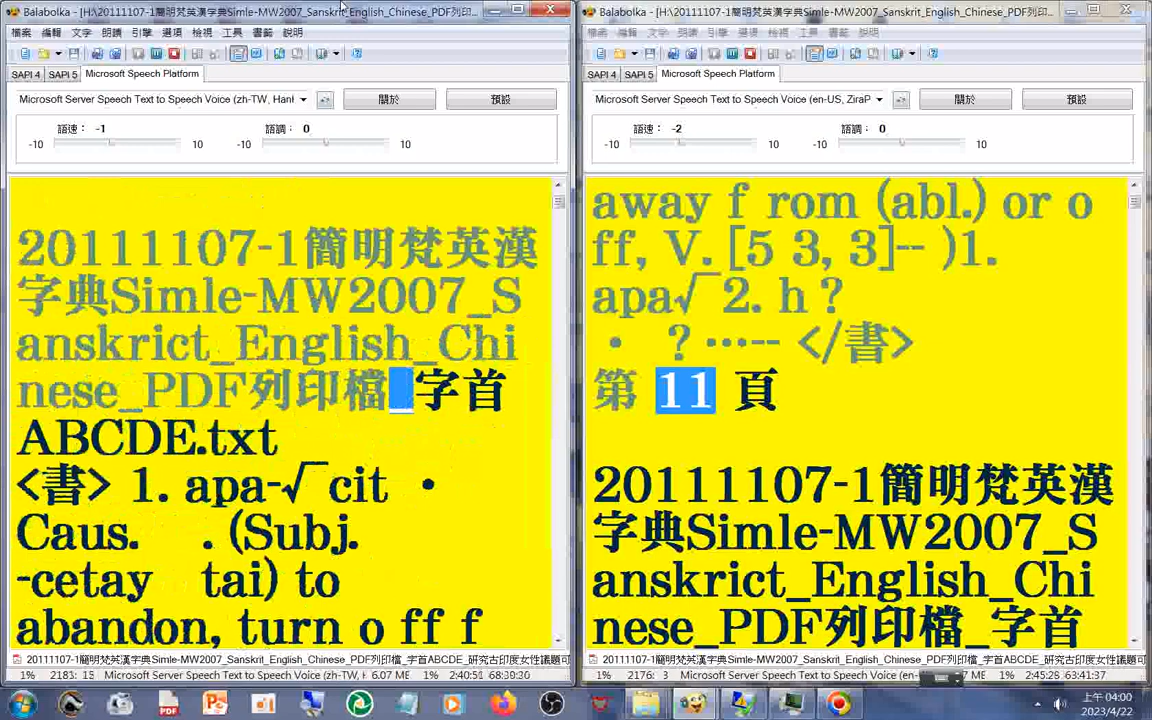 Balabolka - [H:\20111107-1簡明梵英漢字典Simle-MW2007_Sanskrit_English_Chinese_PDF列印...
檔案 編輯 文字 朗讀 引擎 選項 檢視 工具 書籤 說明
SAPI 4 SAPI 5 Microsoft Speech Platform
Microsoft Server Speech Text to Speech Voice (zh-TW, Hanl
關於 預設
語速： -1 語調： 0
-10 10 -10 10
20111107-1簡明梵英漢
字典Simle-MW2007_S
anskrict_English_Chi
nese_PDF列印檔_字首
ABCDE.txt
<書> 1. apa-√cit •
Caus. . (Subj.
-cetay tai) to
abandon, turn o ff f
20111107-1簡明梵英漢字典Simle-MW2007_Sanskrit_English_Chinese_PDF列印檔_字首ABCDE_研究古印度女性議題可
1% 2183: 15 Microsoft Server Speech Text to Speech Voice (zh-TW, H 6.07 MB 1% 2:40:51 68:39:30
Balabolka - [H:\20111107-1簡明梵英漢字典Simle-MW2007_Sanskrit_English_Chinese_PDF列印...
檔案 編輯 文字 朗讀 引擎 選項 檢視 工具 書籤 說明
SAPI 4 SAPI 5 Microsoft Speech Platform
Microsoft Server Speech Text to Speech Voice (en-US, ZiraP
關於 預設
語速： -2 語調： 0
-10 10 -10 10
away f rom (abl.) or o
ff, V. [5 3, 3]-- )1.
apa√ 2. h ?
• ? ···-- </書>
第 11 頁
20111107-1簡明梵英漢
字典Simle-MW2007_S
anskrict_English_Chi
nese_PDF列印檔_字首
20111107-1簡明梵英漢字典Simle-MW2007_Sanskrit_English_Chinese_PDF列印檔_字首ABCDE_研究古印度女性議題可
1% 2176: 3 Microsoft Server Speech Text to Speech Voice 1% 2:45:28 63:41:37
上午 04:00
2023/4/22